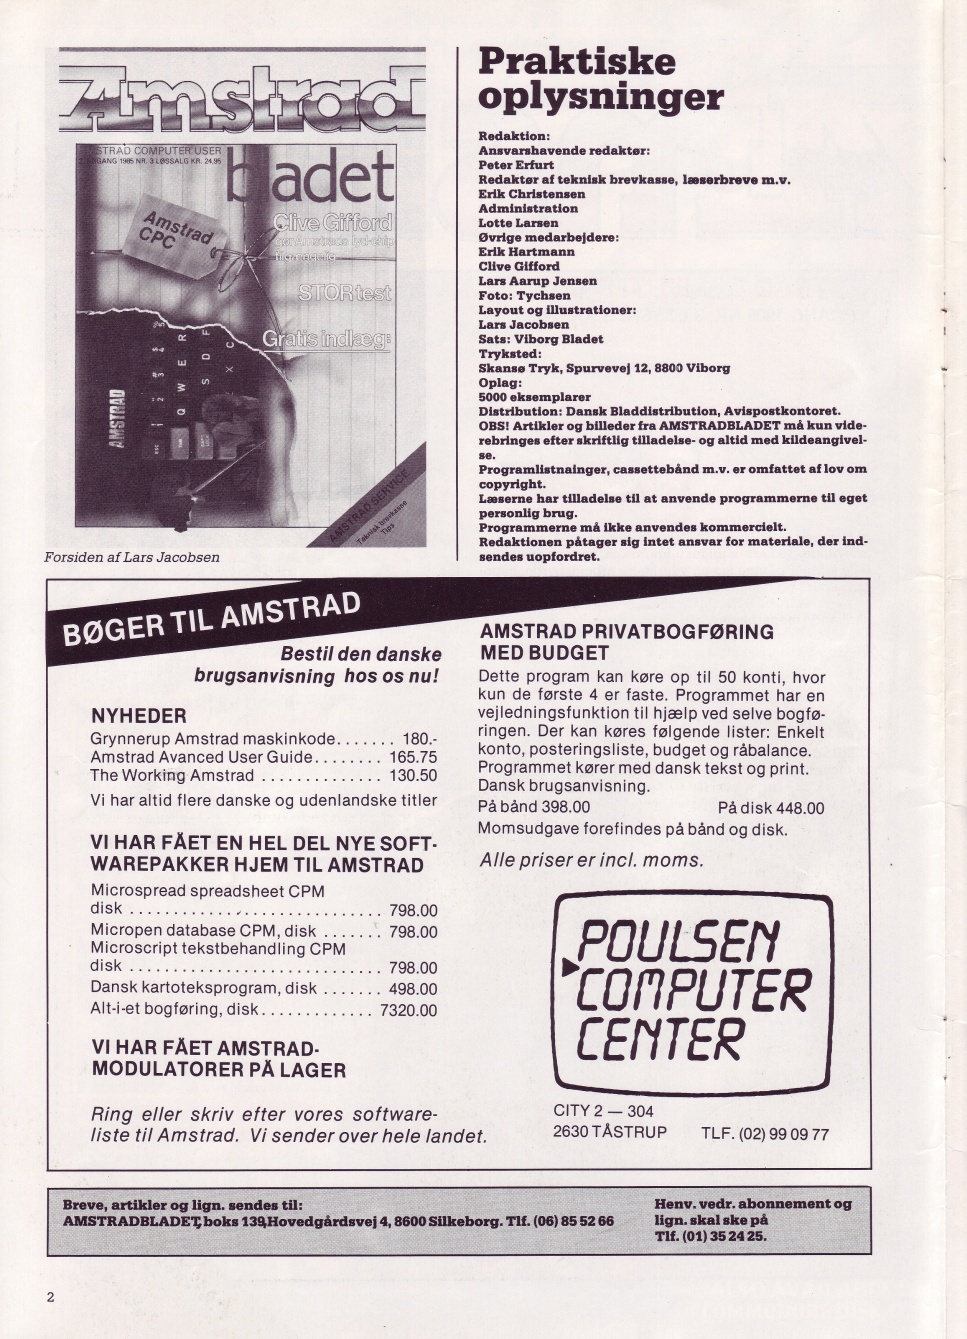 Amstrad
bladet
AMSTRAD COMPUTER USER
ÅRGANG 1985 NR. 3 LØSSALG KR. 24.95
Amstrad
CPC
Clive Gifford
gør Amstrads lyd-chip
STOR test
Gratis indlæg:
AMSTRAD
Q W E R
S D F
X C
AMSTRAD SERVICE
Teknisk brevkasse
Tips
Forsiden af Lars Jacobsen
Praktiske
oplysninger
Redaktion:
Ansvarshavende redaktør:
Peter Erfurt
Redaktør af teknisk brevkasse, læserbreve m.v.
Erik Christensen
Administration
Lotte Larsen
Øvrige medarbejdere:
Erik Hartmann
Clive Gifford
Lars Aarup Jensen
Foto: Tychsen
Layout og illustrationer:
Lars Jacobsen
Sats: Viborg Bladet
Tryksted:
Skansø Tryk, Spurvevej 12, 8800 Viborg
Oplag:
5000 eksemplarer
Distribution: Dansk Bladdistribution, Avispostkontoret.
OBS! Artikler og billeder fra AMSTRADBLADET må kun vide-
rebringes efter skriftlig tilladelse- og altid med kildeangivel-
se.
Programlistnainger, cassettebånd m.v. er omfattet af lov om
copyright.
Læserne har tilladelse til at anvende programmerne til eget
personlig brug.
Programmerne må ikke anvendes kommercielt.
Redaktionen påtager sig intet ansvar for materiale, der ind-
sendes uopfordret.
BØGER TIL AMSTRAD
Bestil den danske
brugsanvisning hos os nu!
NYHEDER
Grynnerup Amstrad maskinkode....... 180.-
Amstrad Avanced User Guide........ 165.75
The Working Amstrad .............. 130.50
Vi har altid flere danske og udenlandske titler
VI HAR FÅET EN HEL DEL NYE SOFT-
WAREPAKKER HJEM TIL AMSTRAD
Microspread spreadsheet CPM
disk ............................. 798.00
Micropen database CPM, disk ....... 798.00
Microscript tekstbehandling CPM
disk ............................. 798.00
Dansk kartoteksprogram, disk ....... 498.00
Alt-i-et bogføring, disk............. 7320.00
VI HAR FÅET AMSTRAD-
MODULATORER PÅ LAGER
Ring eller skriv efter vores software-
liste til Amstrad. Vi sender over hele landet.
AMSTRAD PRIVATBOGFØRING
MED BUDGET
Dette program kan køre op til 50 konti, hvor
kun de første 4 er faste. Programmet har en
vejledningsfunktion til hjælp ved selve bogfø-
ringen. Der kan køres følgende lister: Enkelt
konto, posteringsliste, budget og råbalance.
Programmet kører med dansk tekst og print.
Dansk brugsanvisning.
På bånd 398.00 På disk 448.00
Momsudgave forefindes på bånd og disk.
Alle priser er incl. moms.
POULSEN
COMPUTER
CENTER
CITY 2 — 304
2630 TÅSTRUP TLF. (02) 99 09 77
Breve, artikler og lign. sendes til:
AMSTRADBLADET, boks 139, Hovedgårdsvej 4, 8600 Silkeborg. Tlf. (06) 85 52 66
Henv. vedr. abonnement og
lign. skal ske på
Tlf. (01) 35 24 25.
2